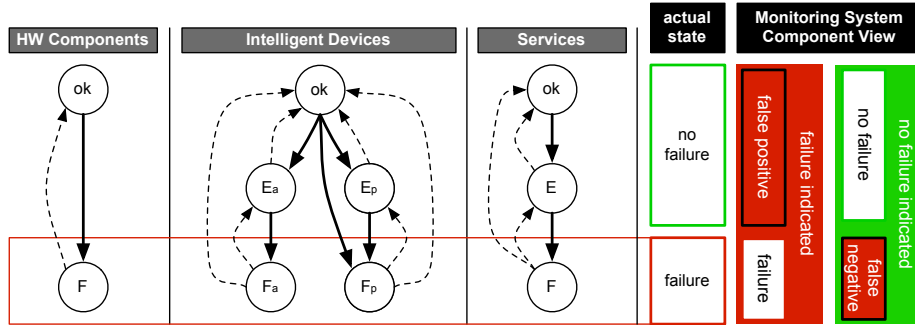 HW Components
Intelligent Devices
Services
actual
state
Monitoring System
Component View
ok
F
ok
Ea
Ep
Fa
Fp
ok
E
F
no
failure
failure
false positive
failure
failure indicated
no failure
false
negative
no failure indicated